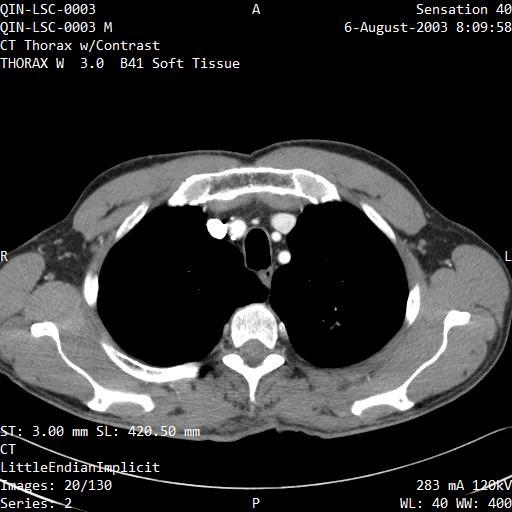 QIN-LSC-0003
A
Sensation 40
QIN-LSC-0003 M
6-August-2003 8:09:58
CT Thorax w/Contrast
THORAX W  3.0  B41 Soft Tissue
R
L
ST: 3.00 mm SL: 420.50 mm
CT
LittleEndianImplicit
Images: 20/130
283 mA 120kV
Series: 2
P
WL: 40 WW: 400